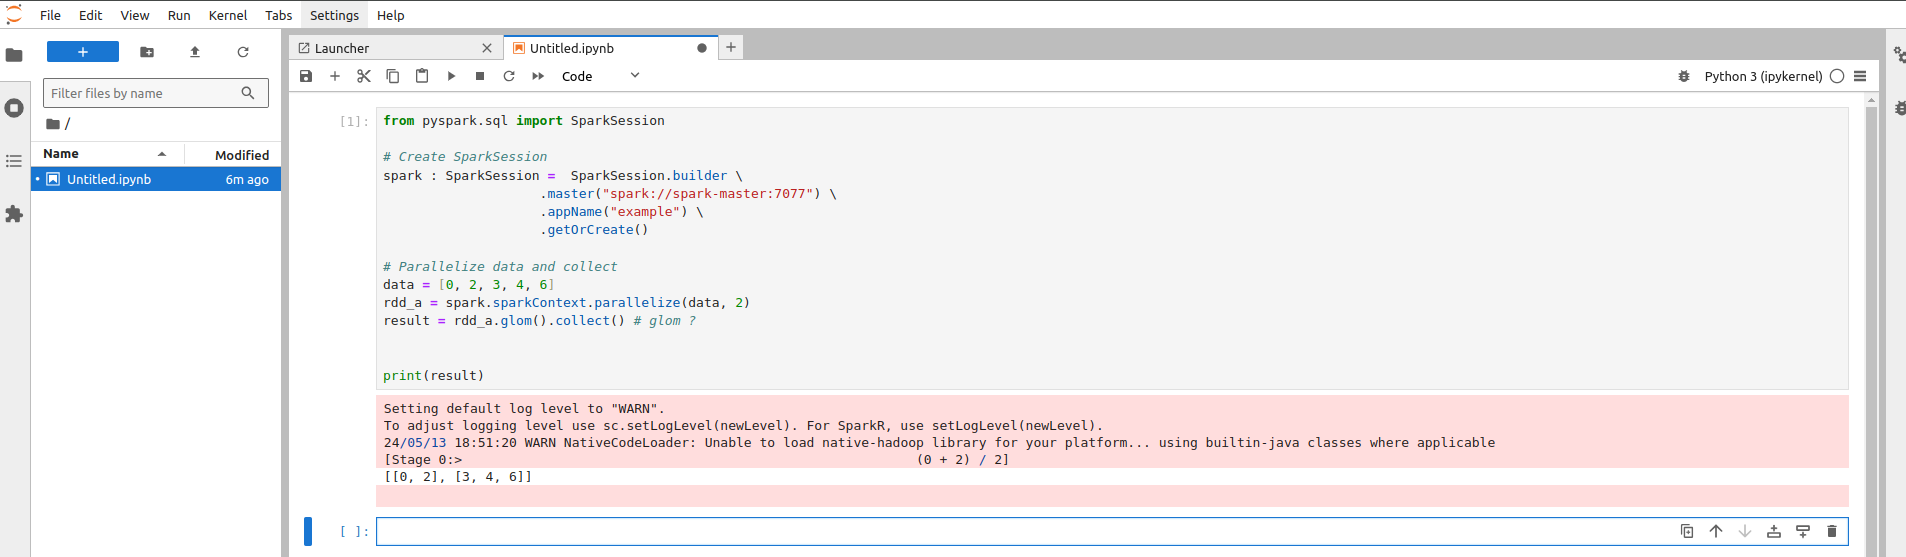 File Edit View Run Kernel Tabs Settings Help
Launcher
Untitled.ipynb
Filter files by name
/
Name Modified
Untitled.ipynb 6m ago
Code
Python 3 (ipykernel)
[1]:
from pyspark.sql import SparkSession
# Create SparkSession
spark : SparkSession =  SparkSession.builder \
.master("spark://spark-master:7077") \
.appName("example") \
.getOrCreate()
# Parallelize data and collect
data = [0, 2, 3, 4, 6]
rdd_a = spark.sparkContext.parallelize(data, 2)
result = rdd_a.glom().collect() # glom ?
print(result)
Setting default log level to "WARN".
To adjust logging level use sc.setLogLevel(newLevel). For SparkR, use setLogLevel(newLevel).
24/05/13 18:51:20 WARN NativeCodeLoader: Unable to load native-hadoop library for your platform... using builtin-java classes where applicable
[Stage 0:> (0 + 2) / 2]
[[0, 2], [3, 4, 6]]
[ ]: